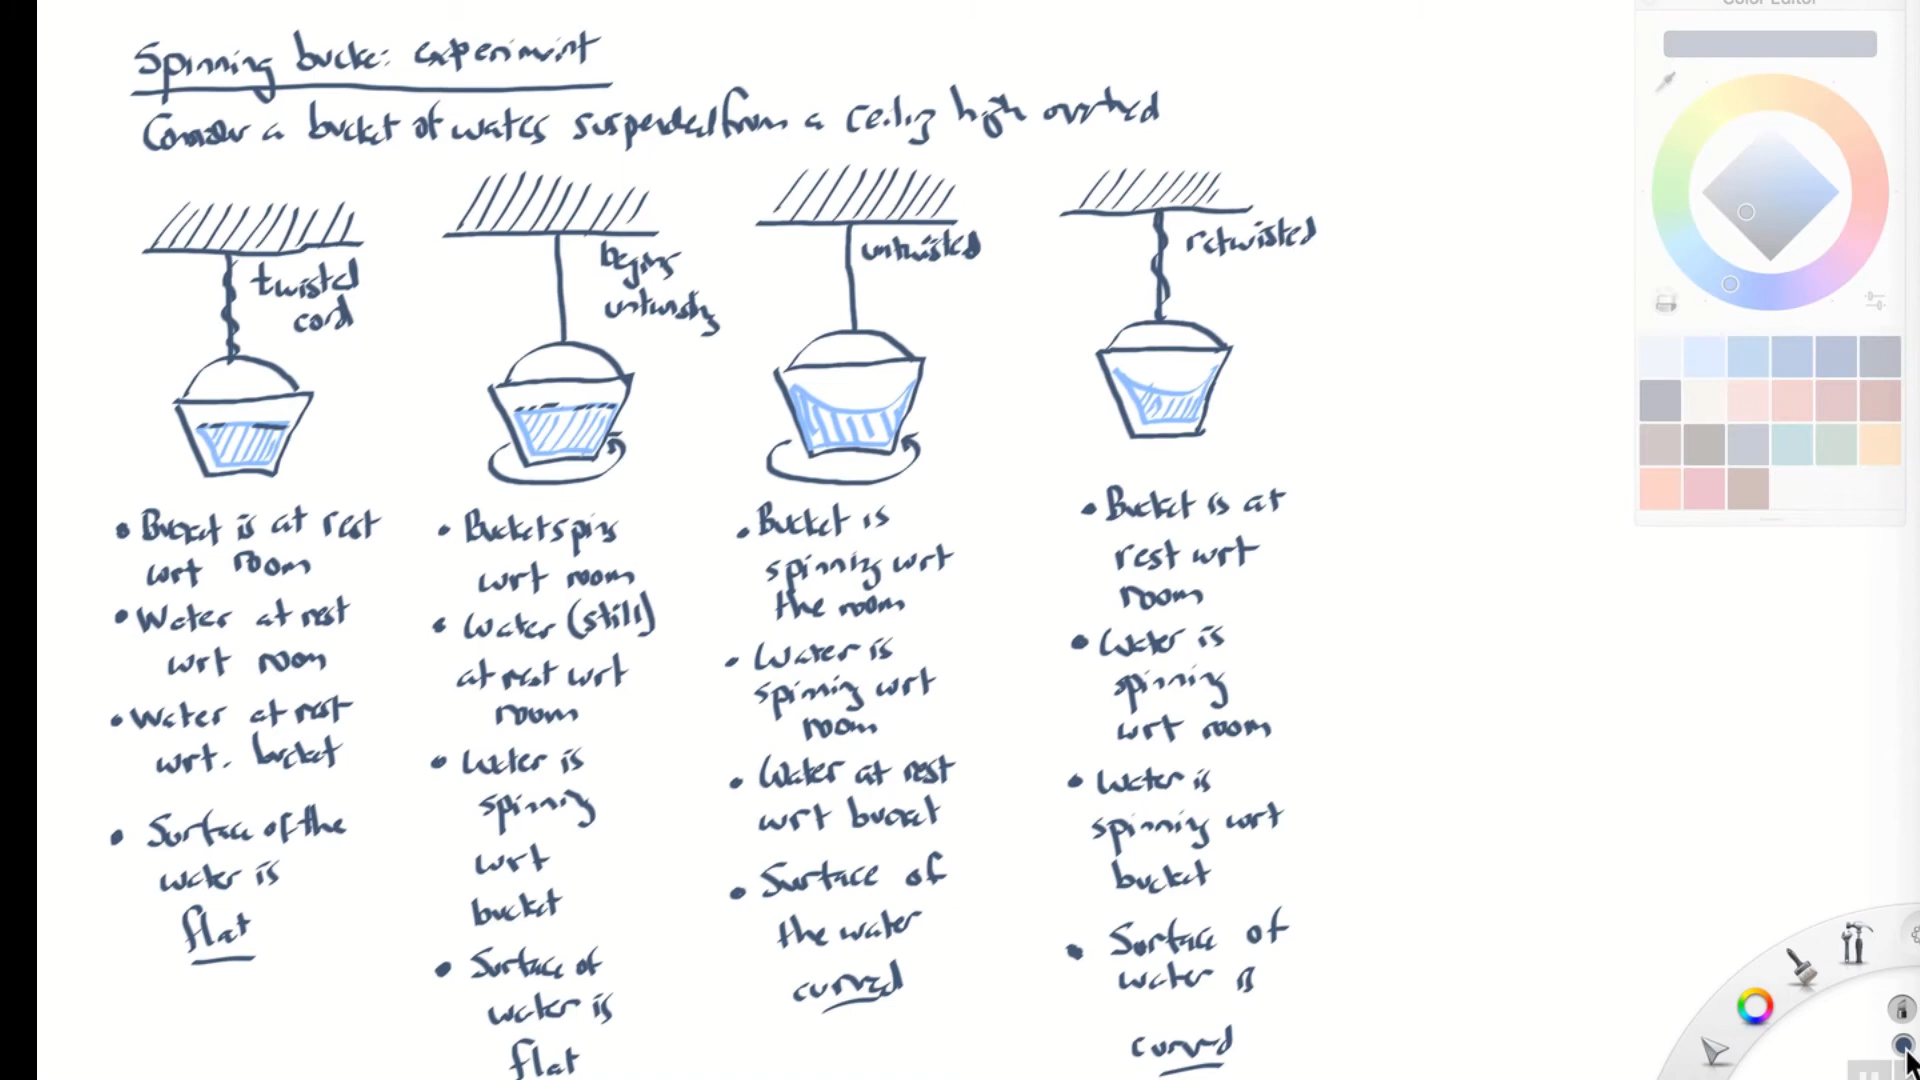 Spinning bucket experiment
Consider a bucket of water suspended from a ceiling high overhead
twisted
cord
begins
untwisting
untwisted
retwisted
• Bucket is at rest
wrt room
• Water at rest
wrt room
• Water at rest
wrt. bucket
• Surface of the
water is
flat
• Bucket spins
wrt room
• Water (still)
at rest wrt
room
• Water is
spinning
wrt
bucket
• Surface of
water is
flat
• Bucket is
spinning wrt
the room
• Water is
spinning wrt
room
• Water at rest
wrt bucket
• Surface of
the water
curved
• Bucket is at
rest wrt
room
• Water is
spinning
wrt room
• Water is
spinning wrt
bucket
• Surface of
water is
curved
Color Editor